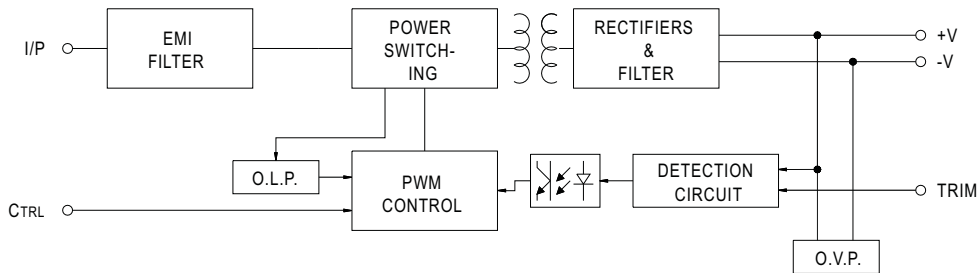 I/P
EMI
FILTER
POWER
SWITCH-
ING
RECTIFIERS
&
FILTER
+V
-V
O.L.P.
PWM
CONTROL
DETECTION
CIRCUIT
TRIM
CTRL
O.V.P.